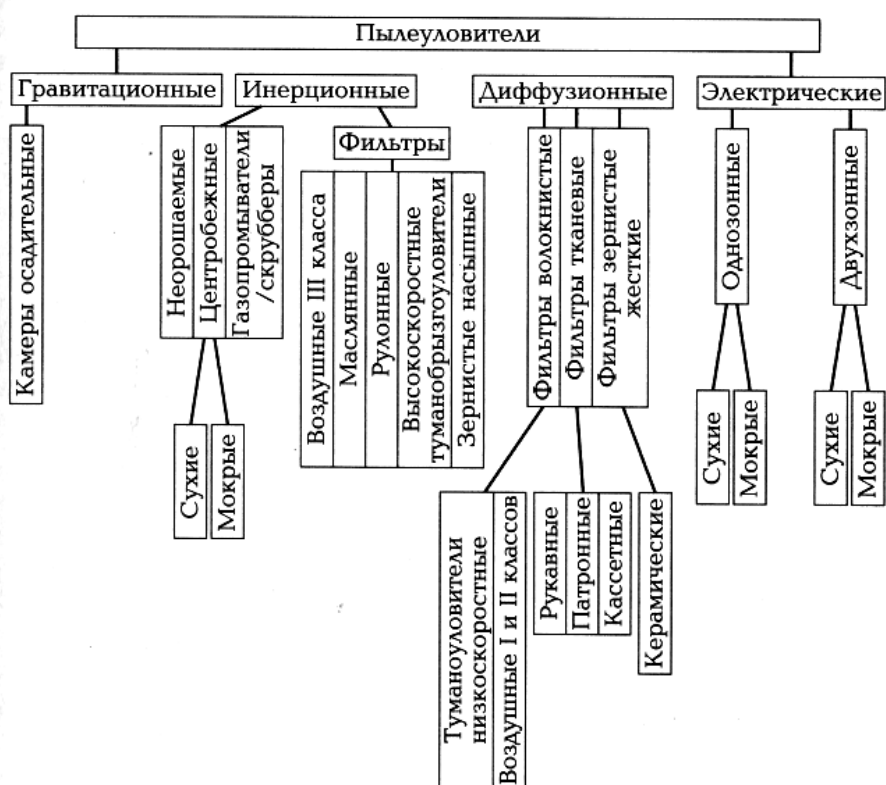 Пылеуловители
Гравитационные
Инерционные
Диффузионные
Электрические
Камеры осадительные
Неорошаемые
Центробежные
Газопромыватели
/скрубберы
Сухие
Мокрые
Фильтры
Воздушные III класса
Маслянные
Рулонные
Высокоскоростные
туманобрызгоуловители
Зернистые насыпные
Фильтры волокнистые
Фильтры тканевые
Фильтры зернистые
жесткие
Туманоуловители
низкоскоростные
Воздушные I и II классов
Рукавные
Патронные
Кассетные
Керамические
Однозонные
Двухзонные
Сухие
Мокрые
Сухие
Мокрые